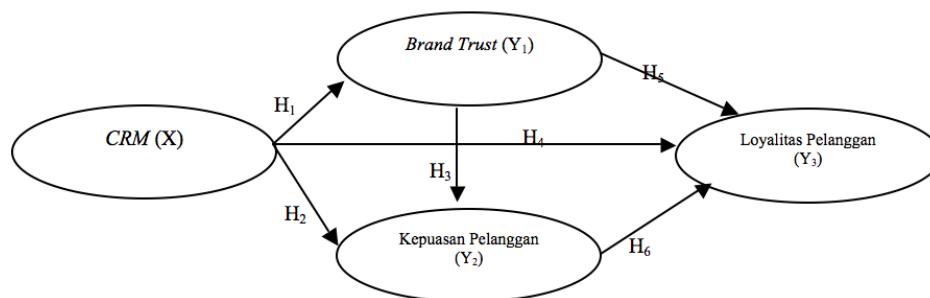 Brand Trust (Y₁)
H₁
H₅
CRM (X)
H₄
Loyalitas Pelanggan
(Y₃)
H₃
H₂
Kepuasan Pelanggan
(Y₂)
H₆